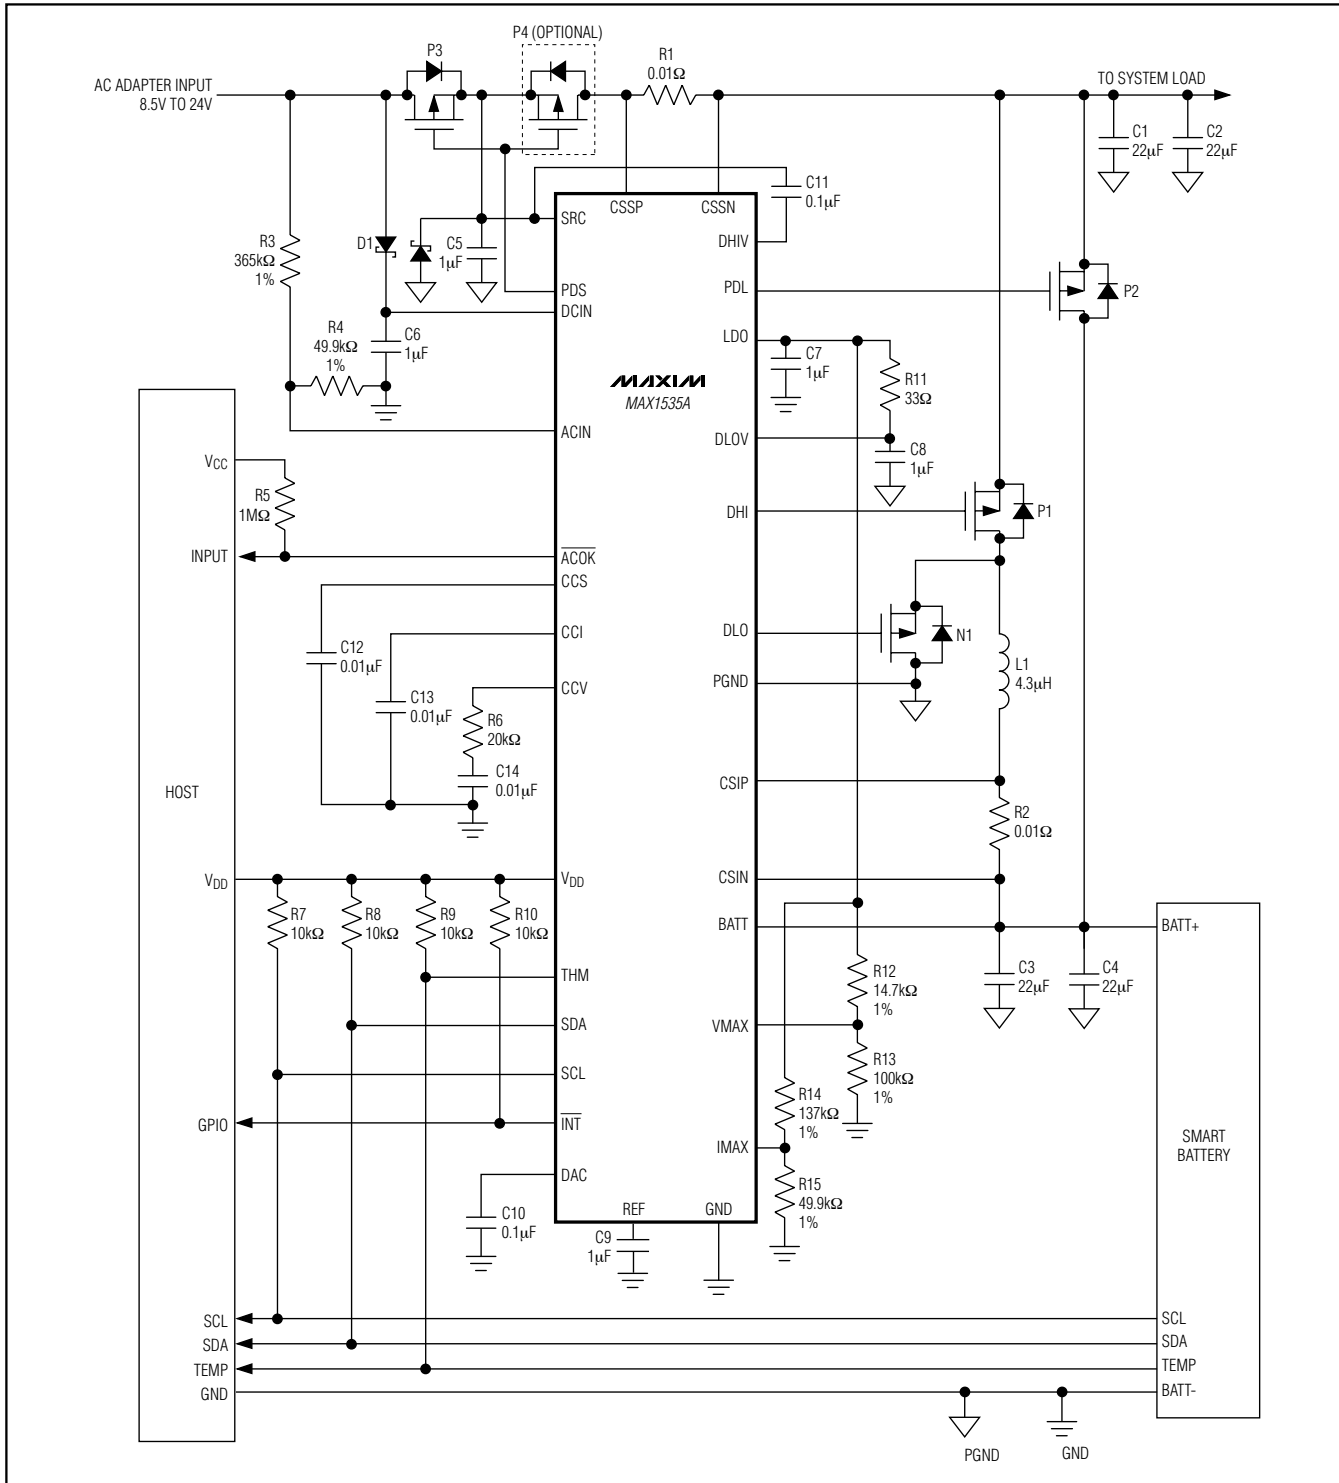 P4 (OPTIONAL)
P3
R1
0.01Ω
AC ADAPTER INPUT
8.5V TO 24V
TO SYSTEM LOAD
C1
22µF
C2
22µF
C11
0.1µF
CSSP
CSSN
SRC
DHIV
R3
365kΩ
1%
D1
C5
1µF
PDS
DCIN
PDL
P2
LDO
R4
49.9kΩ
1%
C6
1µF
C7
1µF
R11
33Ω
MAXIM
MAX1535A
ACIN
DLOV
C8
1µF
VCC
R5
1MΩ
DHI
P1
INPUT
ACOK
CCS
CCI
DLO
N1
C12
0.01µF
PGND
L1
4.3µH
CCV
C13
0.01µF
R6
20kΩ
C14
0.01µF
CSIP
HOST
R2
0.01Ω
VDD
VDD
CSIN
R7
10kΩ
R8
10kΩ
R9
10kΩ
R10
10kΩ
BATT
BATT+
THM
R12
14.7kΩ
1%
C3
22µF
C4
22µF
SDA
VMAX
R13
100kΩ
1%
SCL
R14
137kΩ
1%
GPIO
INT
IMAX
SMART
BATTERY
DAC
R15
49.9kΩ
1%
C10
0.1µF
REF
GND
C9
1µF
SCL
SCL
SDA
SDA
TEMP
TEMP
GND
BATT-
PGND
GND